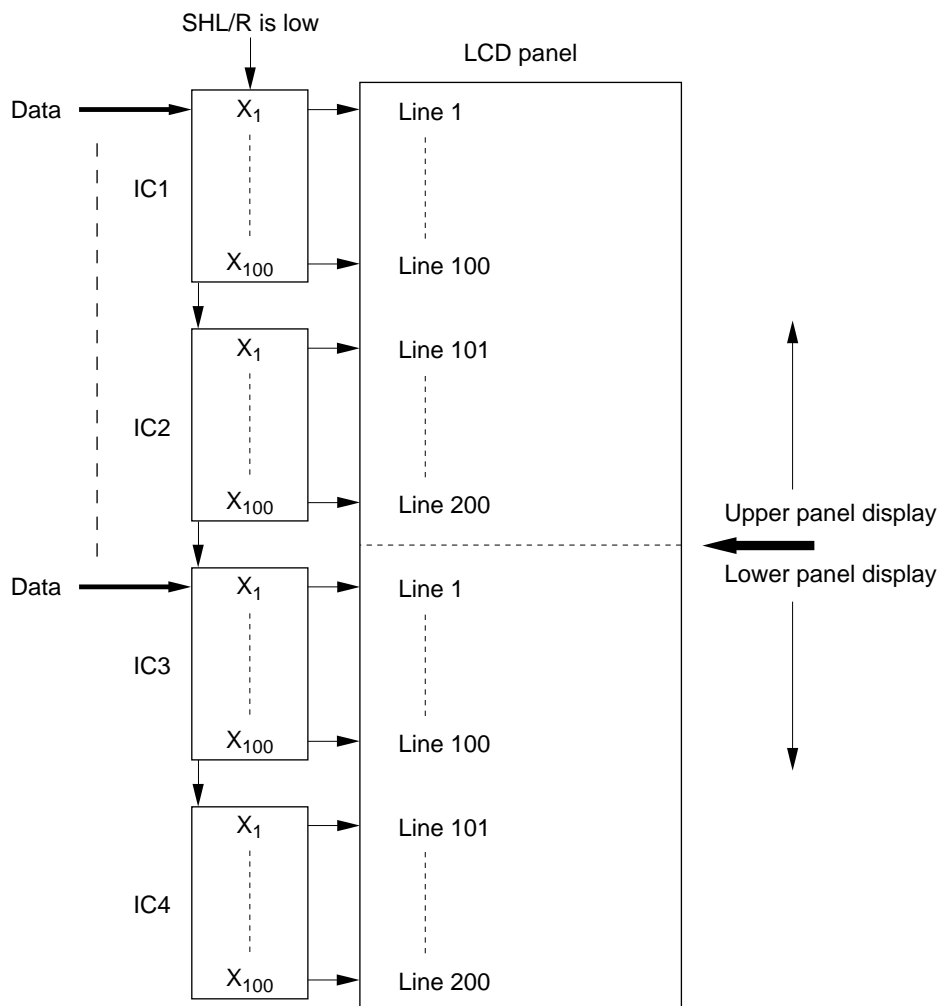 SHL/R is low
LCD panel
Data
X1
Line 1
IC1
X100
Line 100
X1
Line 101
IC2
X100
Line 200
Upper panel display
Lower panel display
Data
X1
Line 1
IC3
X100
Line 100
X1
Line 101
IC4
X100
Line 200